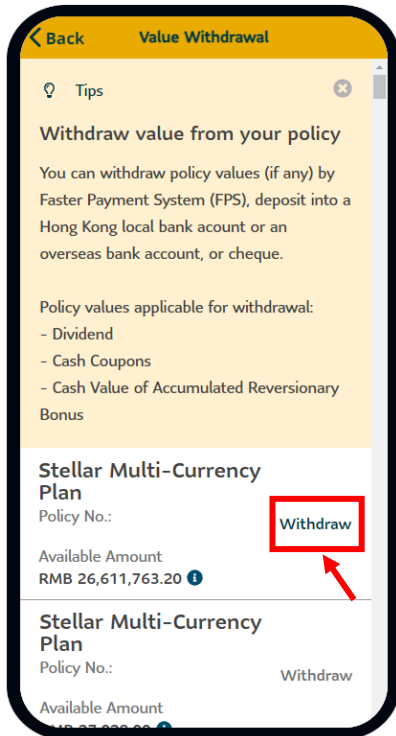 Back Value Withdrawal
Tips
Withdraw value from your policy
You can withdraw policy values (if any) by
Faster Payment System (FPS), deposit into a
Hong Kong local bank acount or an
overseas bank account, or cheque.
Policy values applicable for withdrawal:
- Dividend
- Cash Coupons
- Cash Value of Accumulated Reversionary
Bonus
Stellar Multi-Currency
Plan
Policy No.:
Withdraw
Available Amount
RMB 26,611,763.20
Stellar Multi-Currency
Plan
Policy No.:
Withdraw
Available Amount